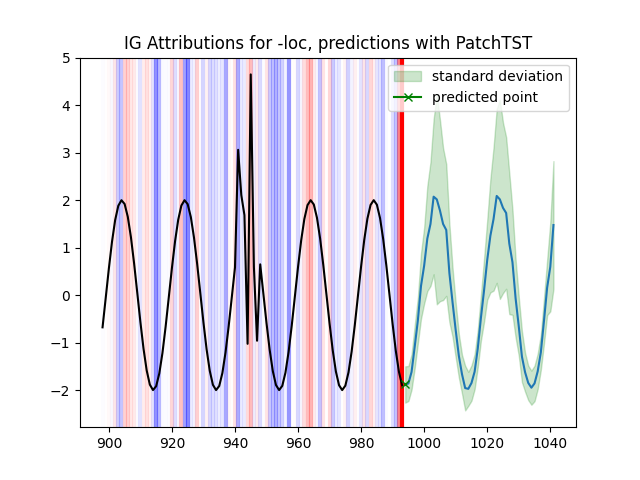 IG Attributions for -loc, predictions with PatchTST
standard deviation
predicted point
5
4
3
2
1
0
−1
−2
900 920 940 960 980 1000 1020 1040